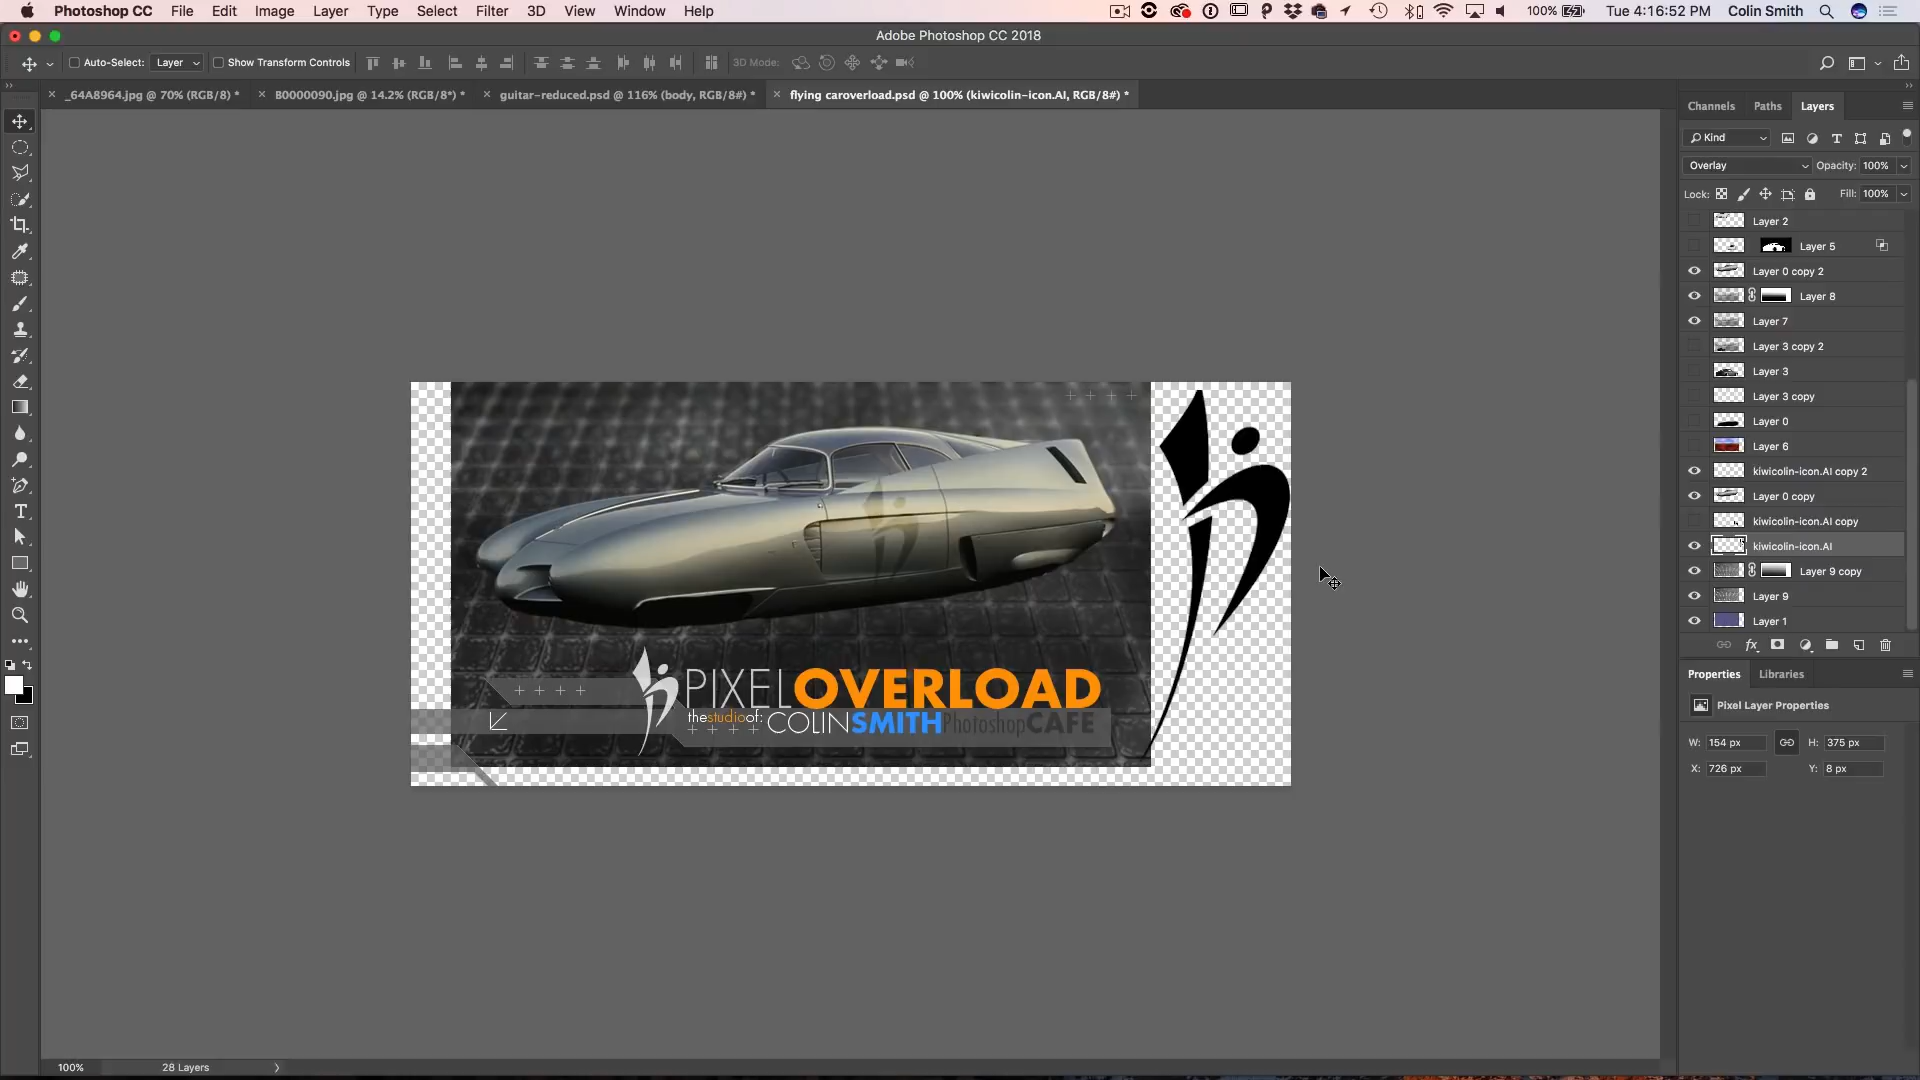 Photoshop CC File Edit Image Layer Type Select Filter 3D View Window Help 100% Tue 4:16:52 PM Colin Smith
Adobe Photoshop CC 2018
Auto-Select: Layer Show Transform Controls 3D Mode:
_64A8964.jpg @ 70% (RGB/8) * B0000090.jpg @ 14.2% (RGB/8*) * guitar-reduced.psd @ 116% (body, RGB/8#) * flying caroverload.psd @ 100% (kiwicolin-icon.AI, RGB/8#) *
Channels Paths Layers
Kind
Overlay Opacity: 100%
Lock: Fill: 100%
Layer 2
Layer 5
Layer 0 copy 2
Layer 8
Layer 7
Layer 3 copy 2
Layer 3
Layer 3 copy
Layer 0
Layer 6
kiwicolin-icon.AI copy 2
Layer 0 copy
kiwicolin-icon.AI copy
kiwicolin-icon.AI
Layer 9 copy
Layer 9
Layer 1
Properties Libraries
Pixel Layer Properties
W: 154 px H: 375 px
X: 726 px Y: 8 px
PIXELOVERLOAD
thestudioof: COLINSMITHPhotoshopCAFE
100% 28 Layers